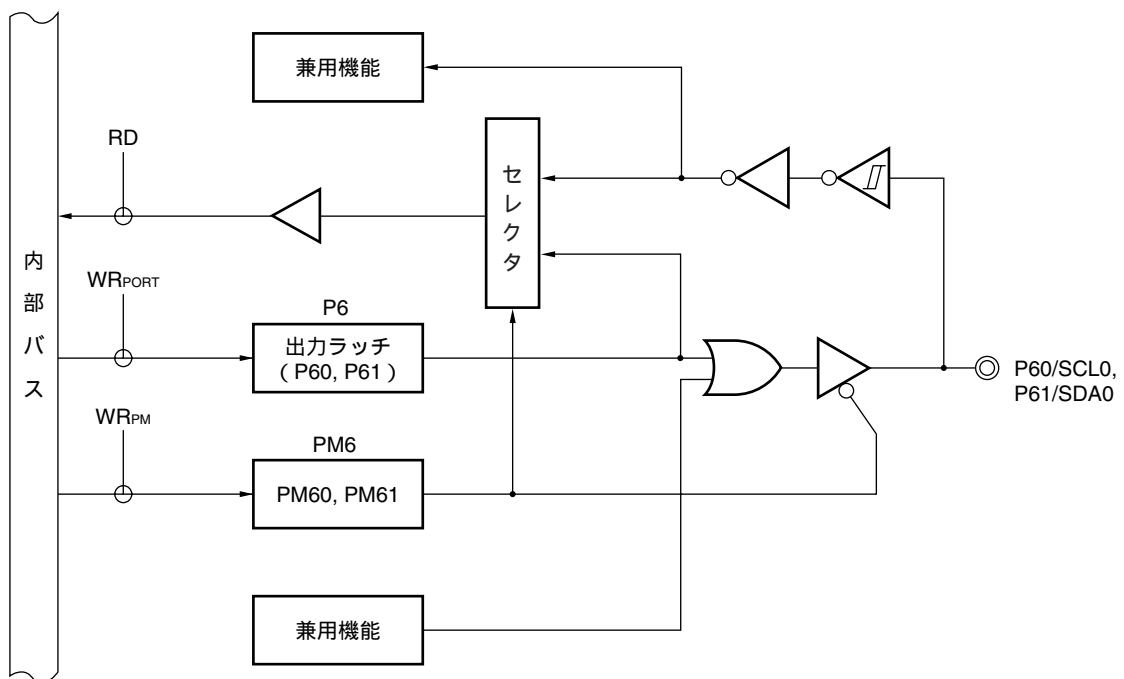 兼用機能
RD
セレクタ
内部バス
WRPORT
P6
出力ラッチ
（P60, P61）
P60/SCL0,
P61/SDA0
WRPM
PM6
PM60, PM61
兼用機能